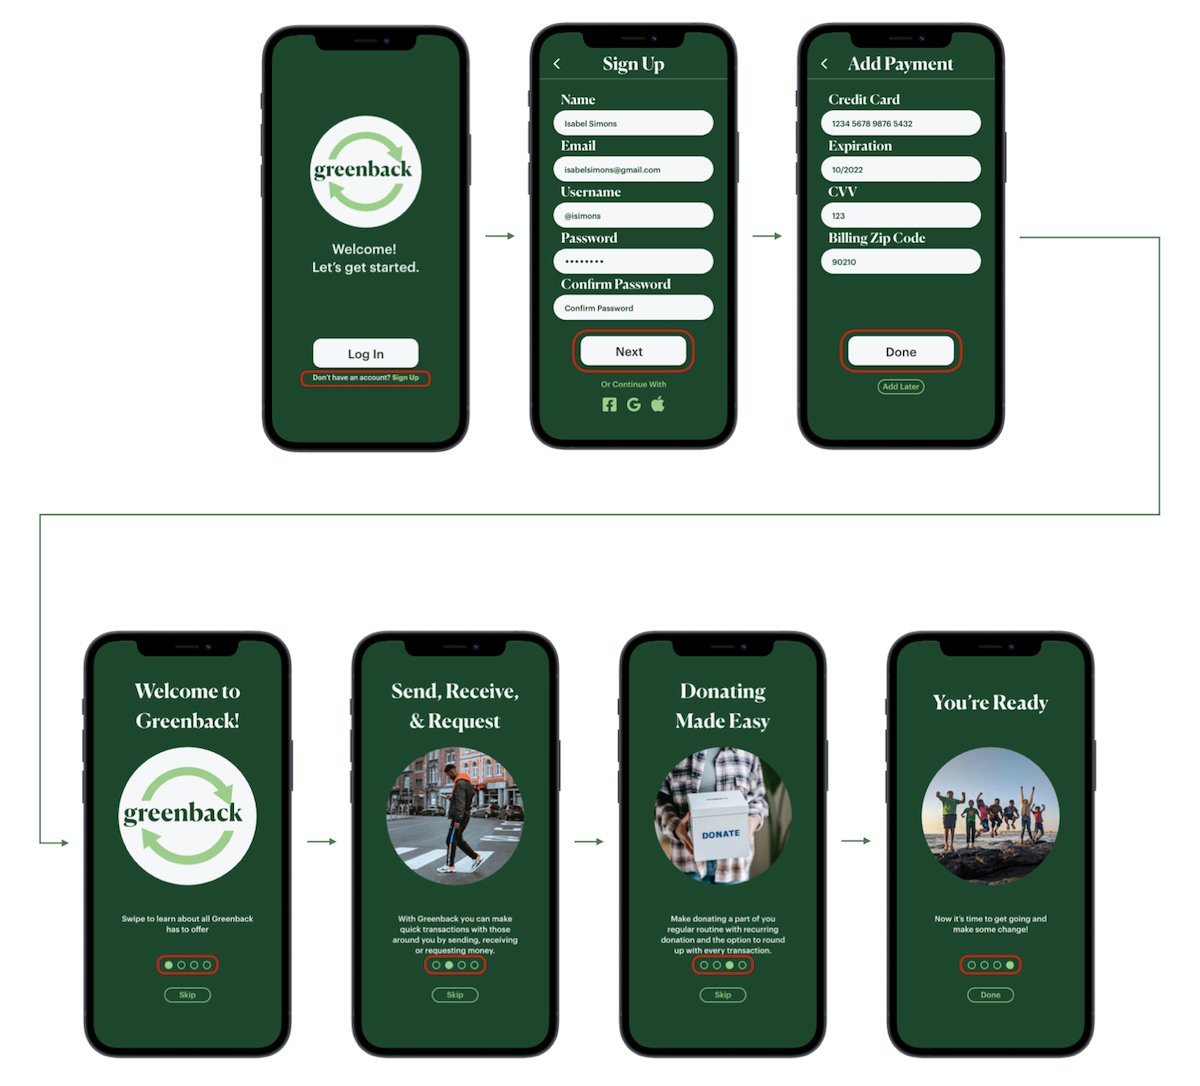 greenback
Welcome!
Let's get started.
Log In
Don't have an account? Sign Up
Sign Up
Name
Isabel Simons
Email
isabelsimons@gmail.com
Username
@isimons
Password
••••••••
Confirm Password
Confirm Password
Next
Or Continue With
Add Payment
Credit Card
1234 5678 9876 5432
Expiration
10/2022
CVV
123
Billing Zip Code
90210
Done
Add Later
Welcome to
Greenback!
greenback
Swipe to learn about all Greenback
has to offer
Skip
Send, Receive,
& Request
With Greenback you can make
quick transactions with those
around you by sending, receiving
or requesting money.
Skip
Donating
Made Easy
DONATE
Make donating a part of you
regular routine with recurring
donation and the option to round
up with every transaction.
Skip
You're Ready
Now it's time to get going and
make some change!
Done